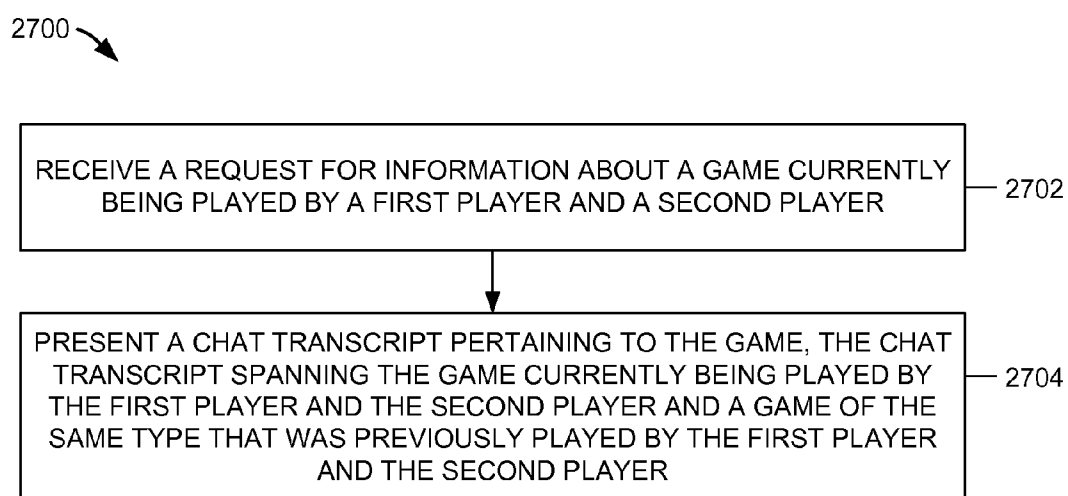 2700
RECEIVE A REQUEST FOR INFORMATION ABOUT A GAME CURRENTLY
BEING PLAYED BY A FIRST PLAYER AND A SECOND PLAYER
2702
PRESENT A CHAT TRANSCRIPT PERTAINING TO THE GAME, THE CHAT
TRANSCRIPT SPANNING THE GAME CURRENTLY BEING PLAYED BY
THE FIRST PLAYER AND THE SECOND PLAYER AND A GAME OF THE
SAME TYPE THAT WAS PREVIOUSLY PLAYED BY THE FIRST PLAYER
AND THE SECOND PLAYER
2704